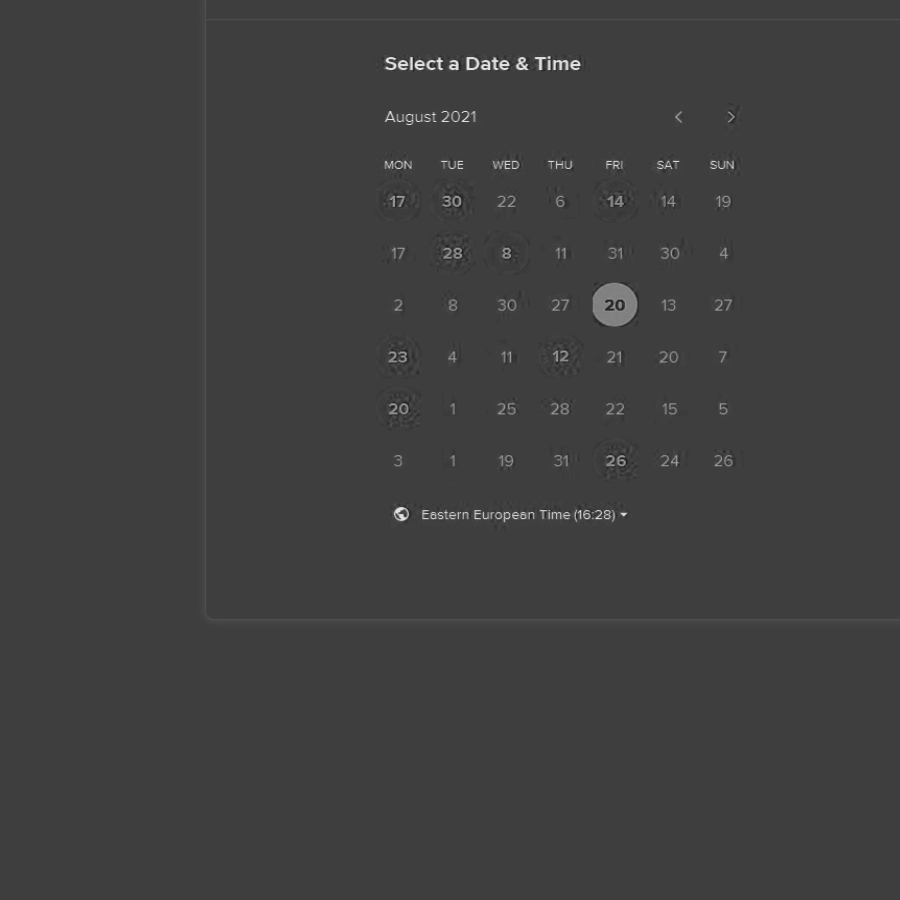 Select a Date & Time
August 2021
MON TUE WED THU FRI SAT SUN
17 30 22 6 14 14 19
17 28 8 11 31 30 4
2 8 30 27 20 13 27
23 4 11 12 21 20 7
20 1 25 28 22 15 5
3 1 19 31 26 24 26
Eastern European Time (16:28)